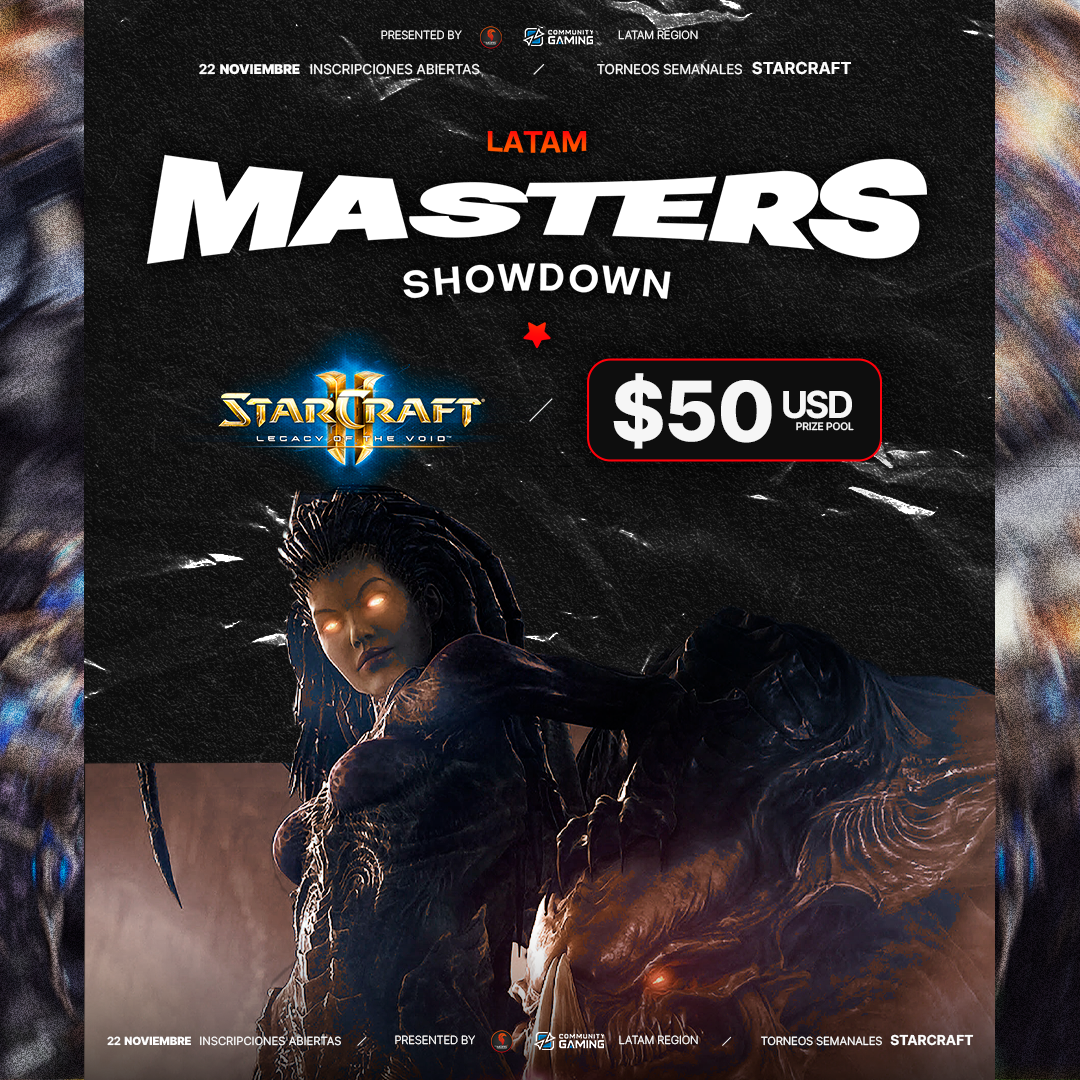 PRESENTED BY COMMUNITY GAMING LATAM REGION
22 NOVIEMBRE INSCRIPCIONES ABIERTAS / TORNEOS SEMANALES STARCRAFT
LATAM
MASTERS
SHOWDOWN
STARCRAFT II
LEGACY OF THE VOID™
$50 USD
PRIZE POOL
22 NOVIEMBRE INSCRIPCIONES ABIERTAS / PRESENTED BY COMMUNITY GAMING LATAM REGION / TORNEOS SEMANALES STARCRAFT